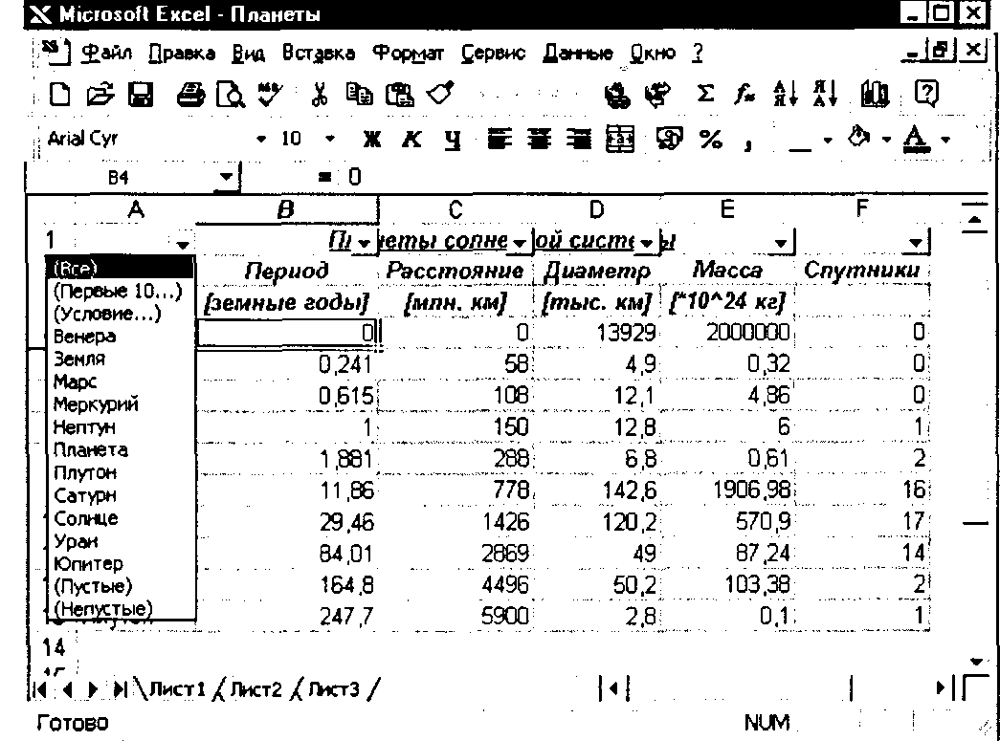 Microsoft Excel - Планеты
Файл Правка Вид Вставка Формат Сервис Данные Окно ?
Arial Cyr 10 Ж К Ч % ,
B4 = 0
A B C D E F
1 Пл неты солне ой систе ы
(Все) Период Расстояние Диаметр Масса Спутники
(Первые 10...) [земные годы] [млн. км] [тыс. км] [*10^24 кг]
(Условие...)
Венера 0 0 13929 2000000 0
Земля 0,241 58 4,9 0,32 0
Марс 0,615 108 12,1 4,86 0
Меркурий
Нептун 1 150 12,8 6 1
Планета 1,881 288 6,8 0,61 2
Плутон
Сатурн 11,86 778 142,6 1906,98 16
Солнце 29,46 1426 120,2 570,9 17
Уран
Юпитер 84,01 2869 49 87,24 14
(Пустые) 164,8 4496 50,2 103,38 2
(Непустые) 247,7 5900 2,8 0,1 1
14
Лист1 Лист2 Лист3
Готово NUM